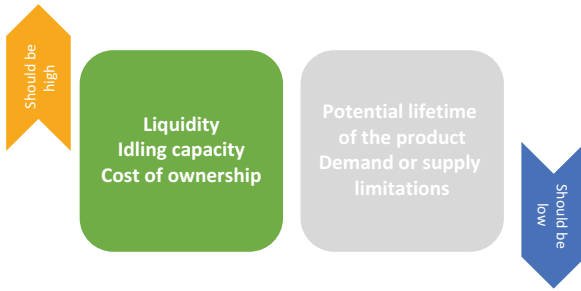 Should be
high
Liquidity
Idling capacity
Cost of ownership
Potential lifetime
of the product
Demand or supply
limitations
Should be
low